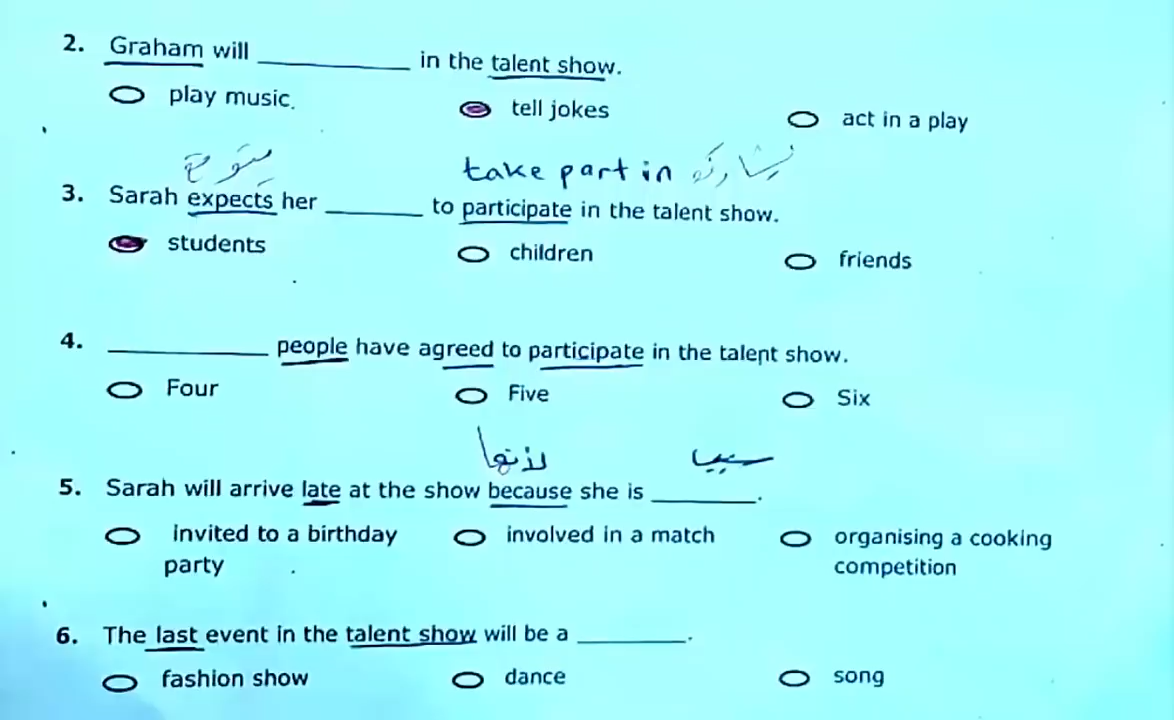 2. Graham will __________ in the talent show.
play music.
tell jokes
act in a play
take part in
3. Sarah expects her ________ to participate in the talent show.
students
children
friends
4. __________ people have agreed to participate in the talent show.
Four
Five
Six
لأنها
سبب
5. Sarah will arrive late at the show because she is ________.
invited to a birthday party
involved in a match
organising a cooking competition
6. The last event in the talent show will be a ________.
fashion show
dance
song